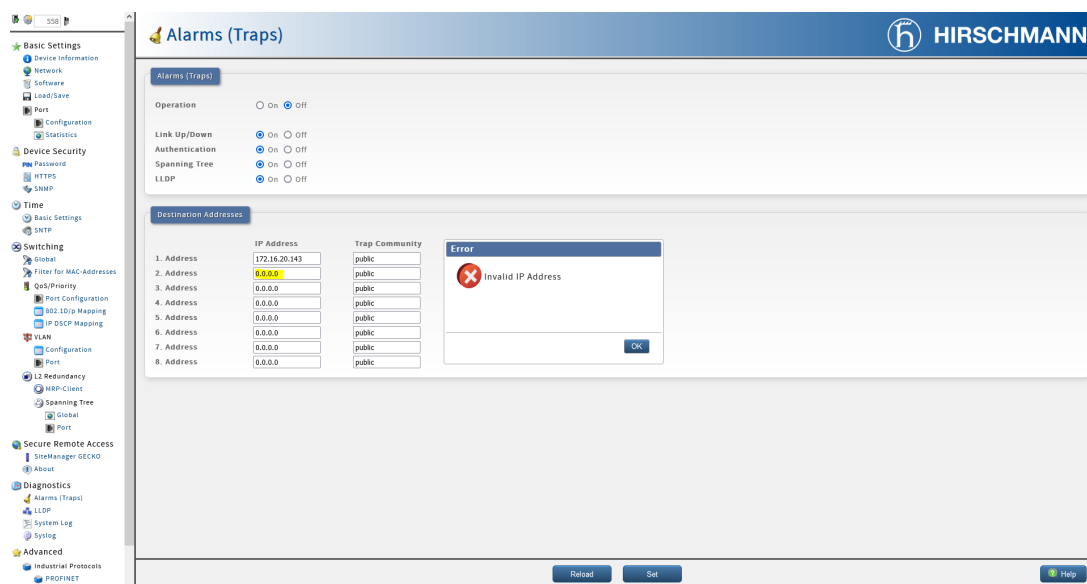 558
Basic Settings
Device Information
Network
Software
Load/Save
Port
Configuration
Statistics
Device Security
PIN Password
HTTPS
SNMP
Time
Basic Settings
SNTP
Switching
Global
Filter for MAC-Addresses
QoS/Priority
Port Configuration
802.1D/p Mapping
IP DSCP Mapping
VLAN
Configuration
Port
L2 Redundancy
MRP-Client
Spanning Tree
Global
Port
Secure Remote Access
SiteManager GECKO
About
Diagnostics
Alarms (Traps)
LLDP
System Log
Syslog
Advanced
Industrial Protocols
PROFINET
Alarms (Traps)
HIRSCHMANN
Alarms (Traps)
Operation On Off
Link Up/Down On Off
Authentication On Off
Spanning Tree On Off
LLDP On Off
Destination Addresses
IP Address Trap Community
1. Address 172.16.20.143 public
2. Address 0.0.0.0 public
3. Address 0.0.0.0 public
4. Address 0.0.0.0 public
5. Address 0.0.0.0 public
6. Address 0.0.0.0 public
7. Address 0.0.0.0 public
8. Address 0.0.0.0 public
Error
Invalid IP Address
OK
Reload Set Help